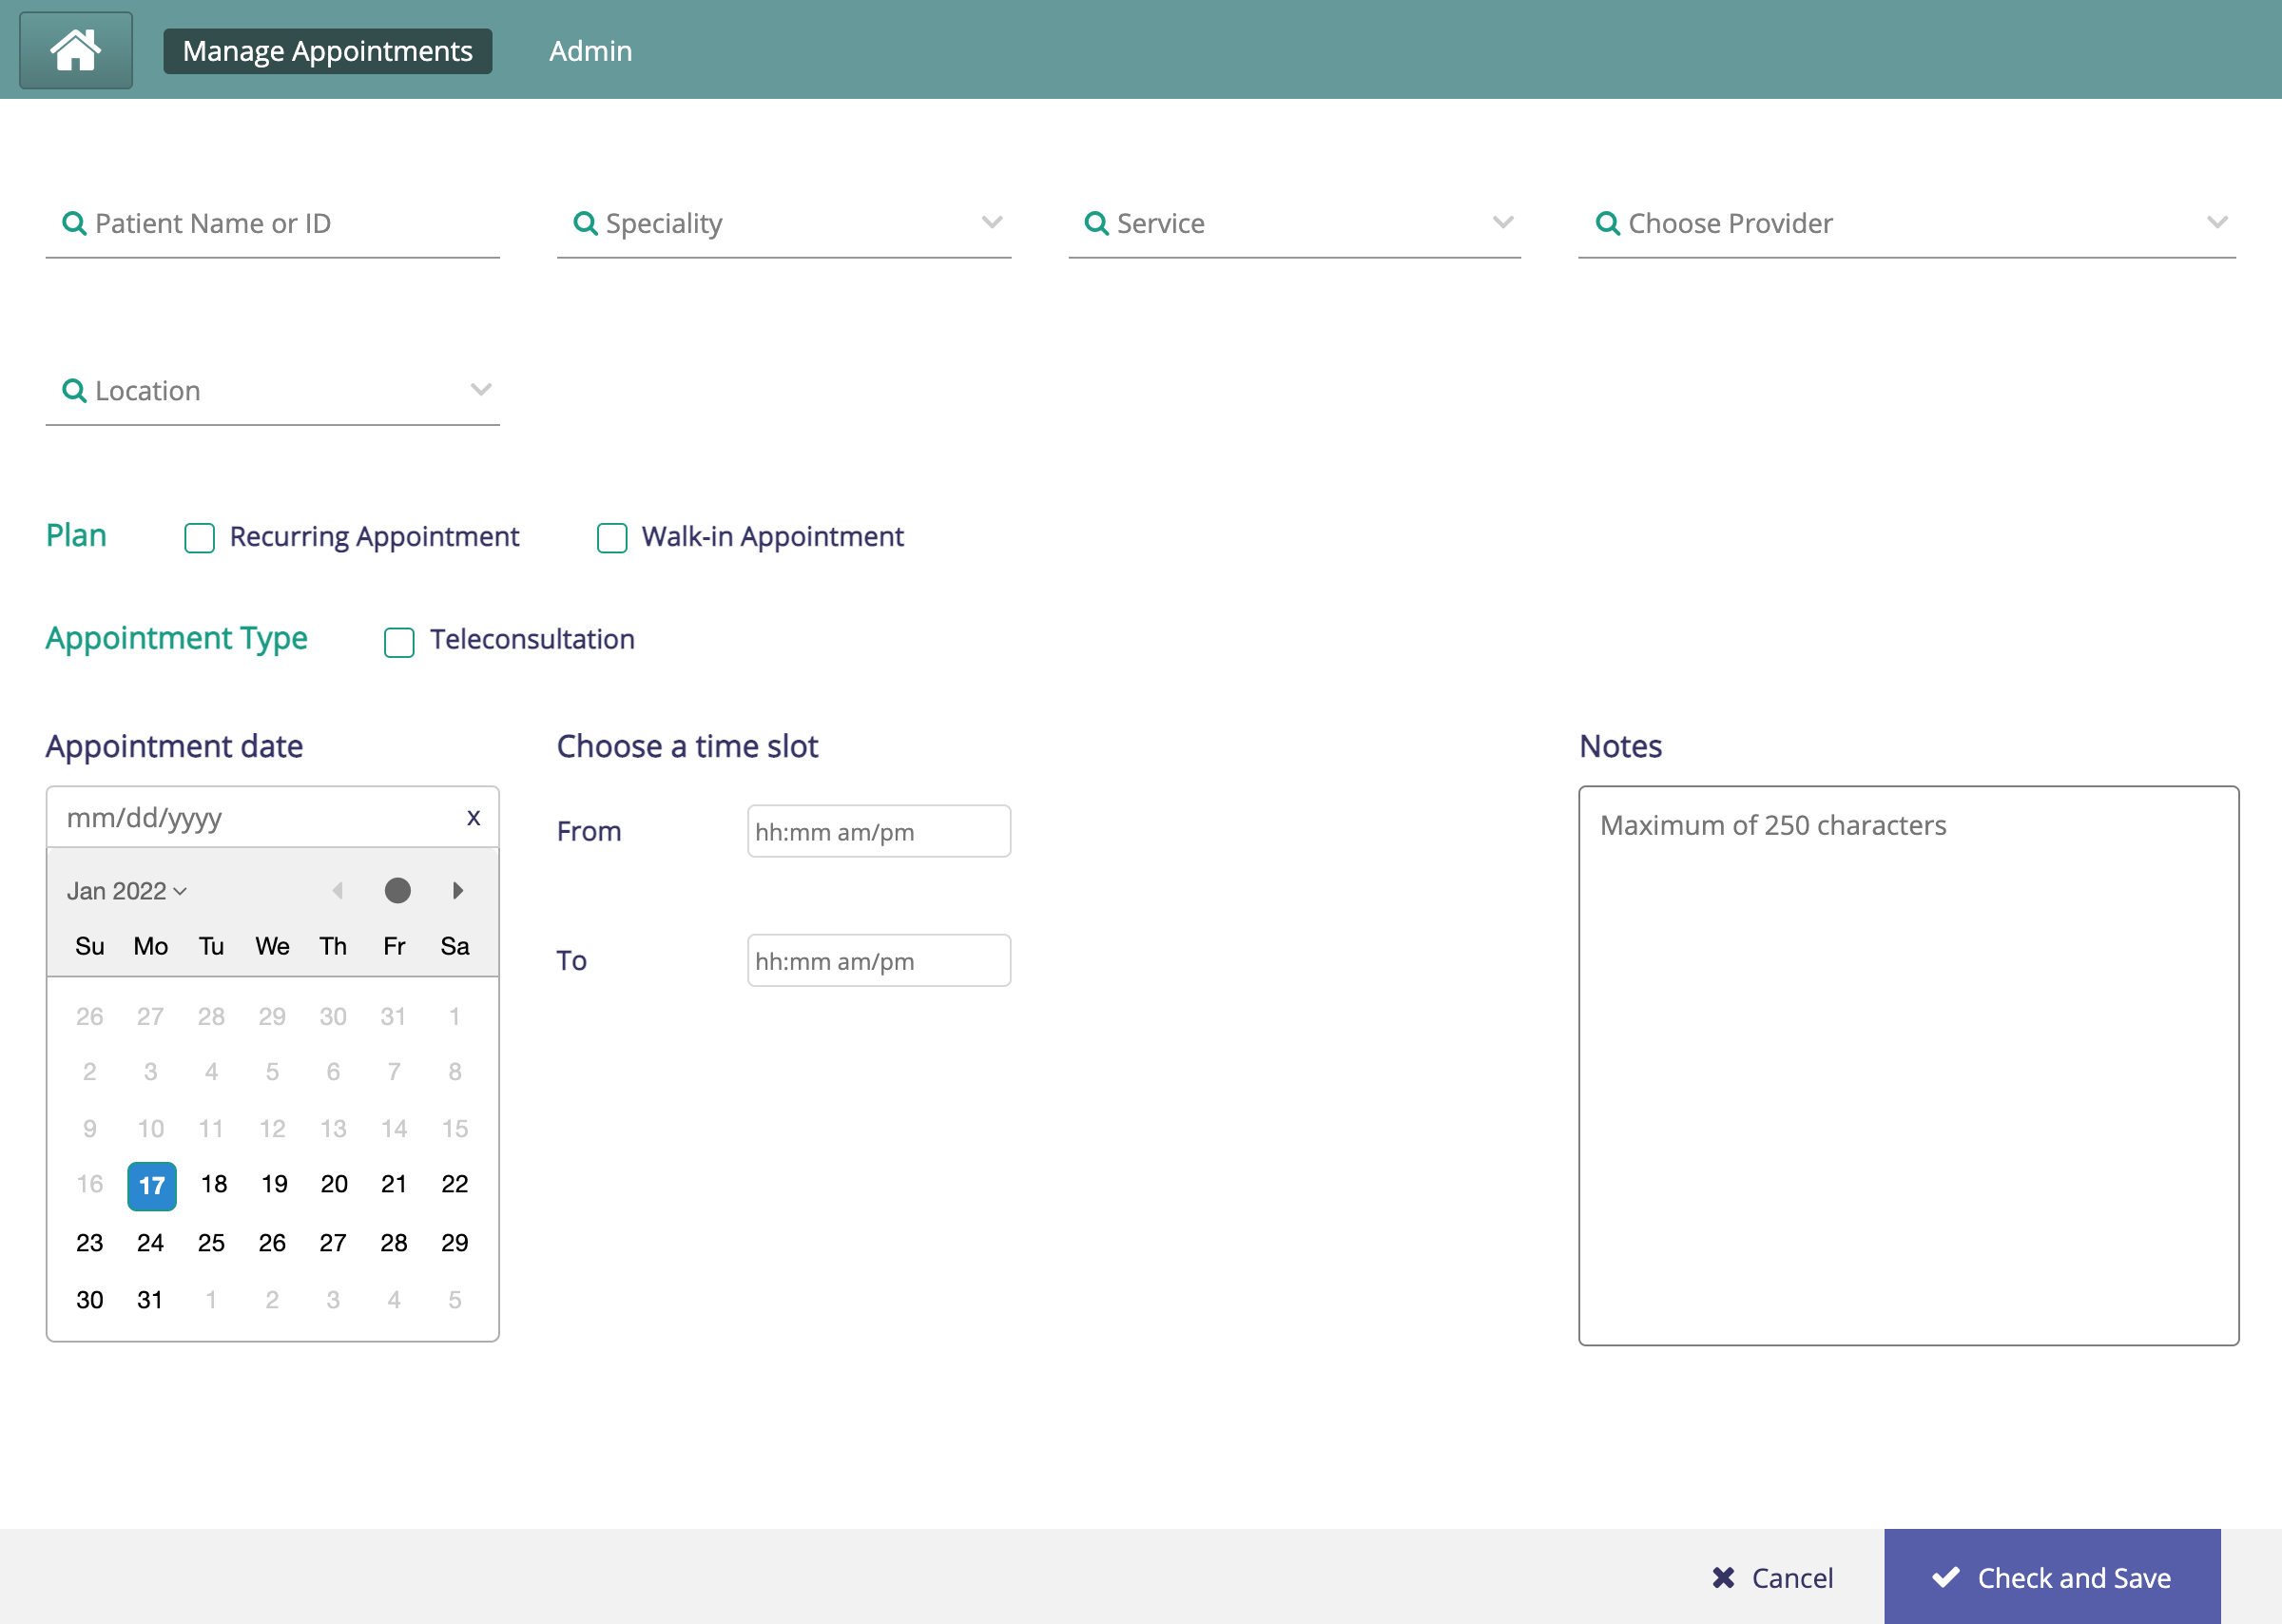 Manage Appointments Admin
Patient Name or ID Speciality Service Choose Provider
Location
Plan Recurring Appointment Walk-in Appointment
Appointment Type Teleconsultation
Appointment date
mm/dd/yyyy x
Jan 2022
Su Mo Tu We Th Fr Sa
26 27 28 29 30 31 1
2 3 4 5 6 7 8
9 10 11 12 13 14 15
16 17 18 19 20 21 22
23 24 25 26 27 28 29
30 31 1 2 3 4 5
Choose a time slot
From hh:mm am/pm
To hh:mm am/pm
Notes
Maximum of 250 characters
Cancel Check and Save